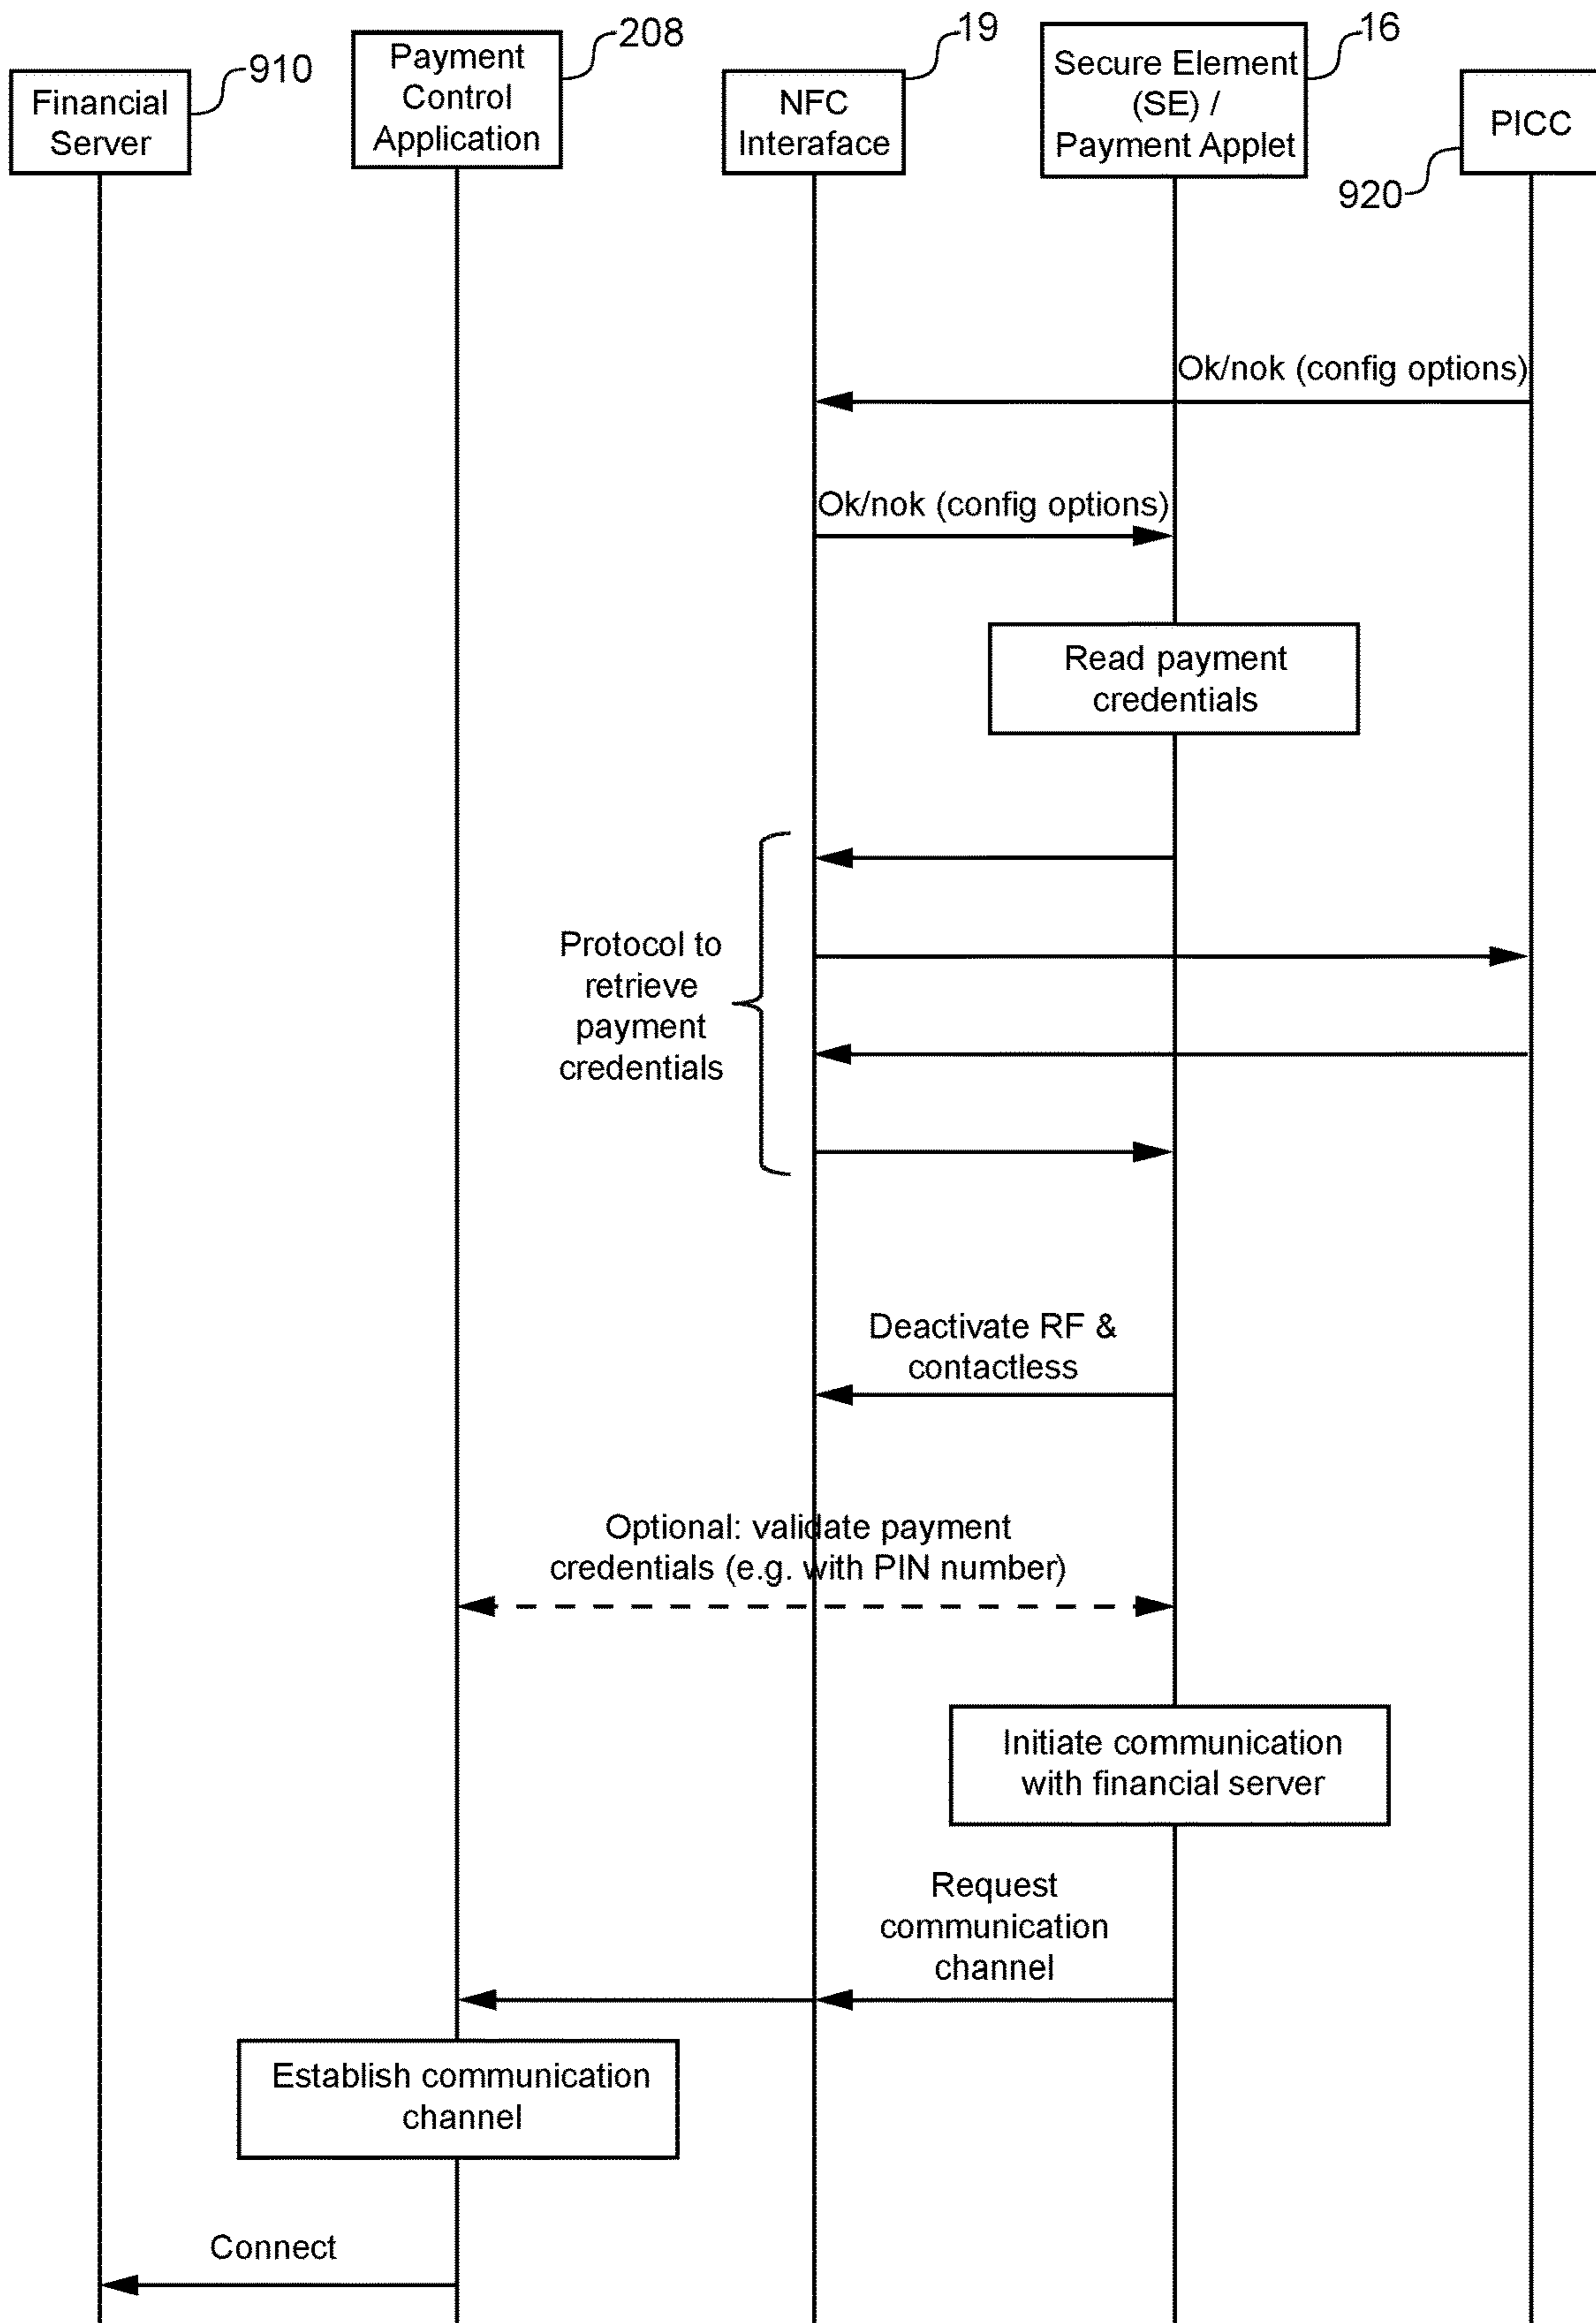 910
208
19
16
920
Financial
Server
Payment
Control
Application
NFC
Interaface
Secure Element
(SE) /
Payment Applet
PICC
Ok/nok (config options)
Ok/nok (config options)
Read payment
credentials
Protocol to
retrieve
payment
credentials
Deactivate RF &
contactless
Optional: validate payment
credentials (e.g. with PIN number)
Initiate communication
with financial server
Request
communication
channel
Establish communication
channel
Connect